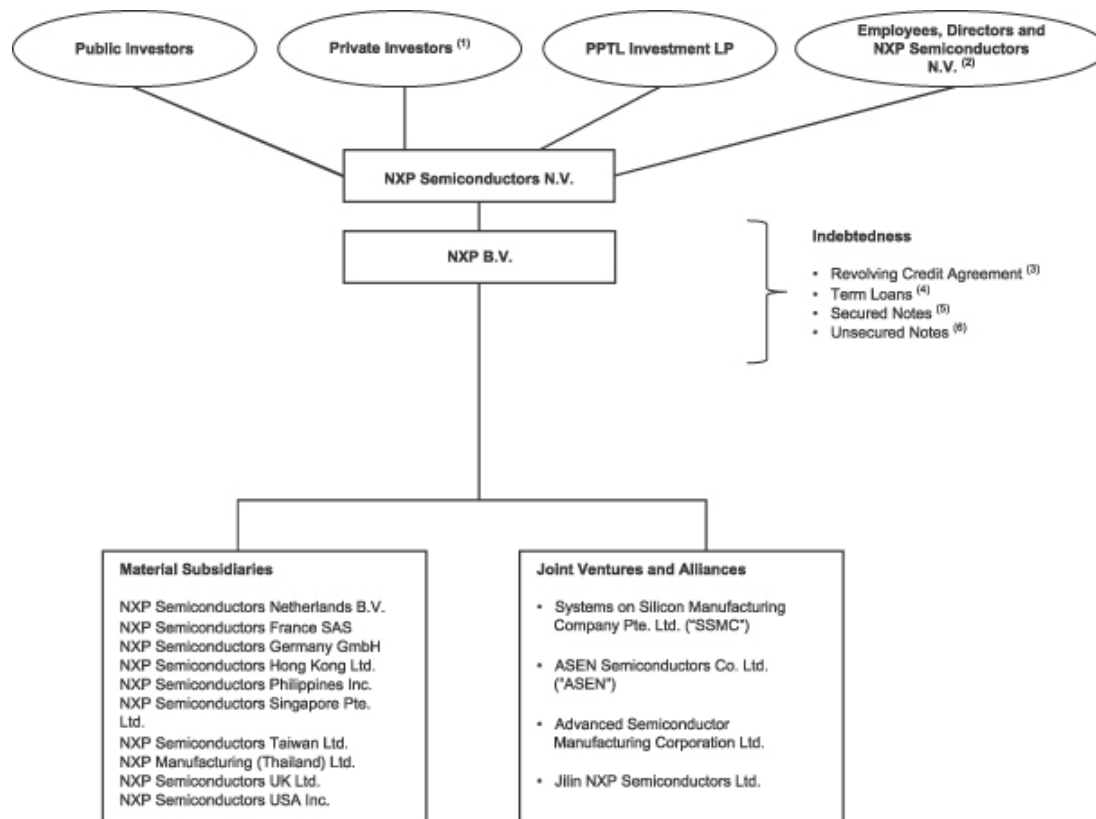 Public Investors
Private Investors (1)
PPTL Investment LP
Employees, Directors and
NXP Semiconductors
N.V. (2)
NXP Semiconductors N.V.
NXP B.V.
Indebtedness
• Revolving Credit Agreement (3)
• Term Loans (4)
• Secured Notes (5)
• Unsecured Notes (6)
Material Subsidiaries
NXP Semiconductors Netherlands B.V.
NXP Semiconductors France SAS
NXP Semiconductors Germany GmbH
NXP Semiconductors Hong Kong Ltd.
NXP Semiconductors Philippines Inc.
NXP Semiconductors Singapore Pte.
Ltd.
NXP Semiconductors Taiwan Ltd.
NXP Manufacturing (Thailand) Ltd.
NXP Semiconductors UK Ltd.
NXP Semiconductors USA Inc.
Joint Ventures and Alliances
• Systems on Silicon Manufacturing
Company Pte. Ltd. ("SSMC")
• ASEN Semiconductors Co. Ltd.
("ASEN")
• Advanced Semiconductor
Manufacturing Corporation Ltd.
• Jilin NXP Semiconductors Ltd.